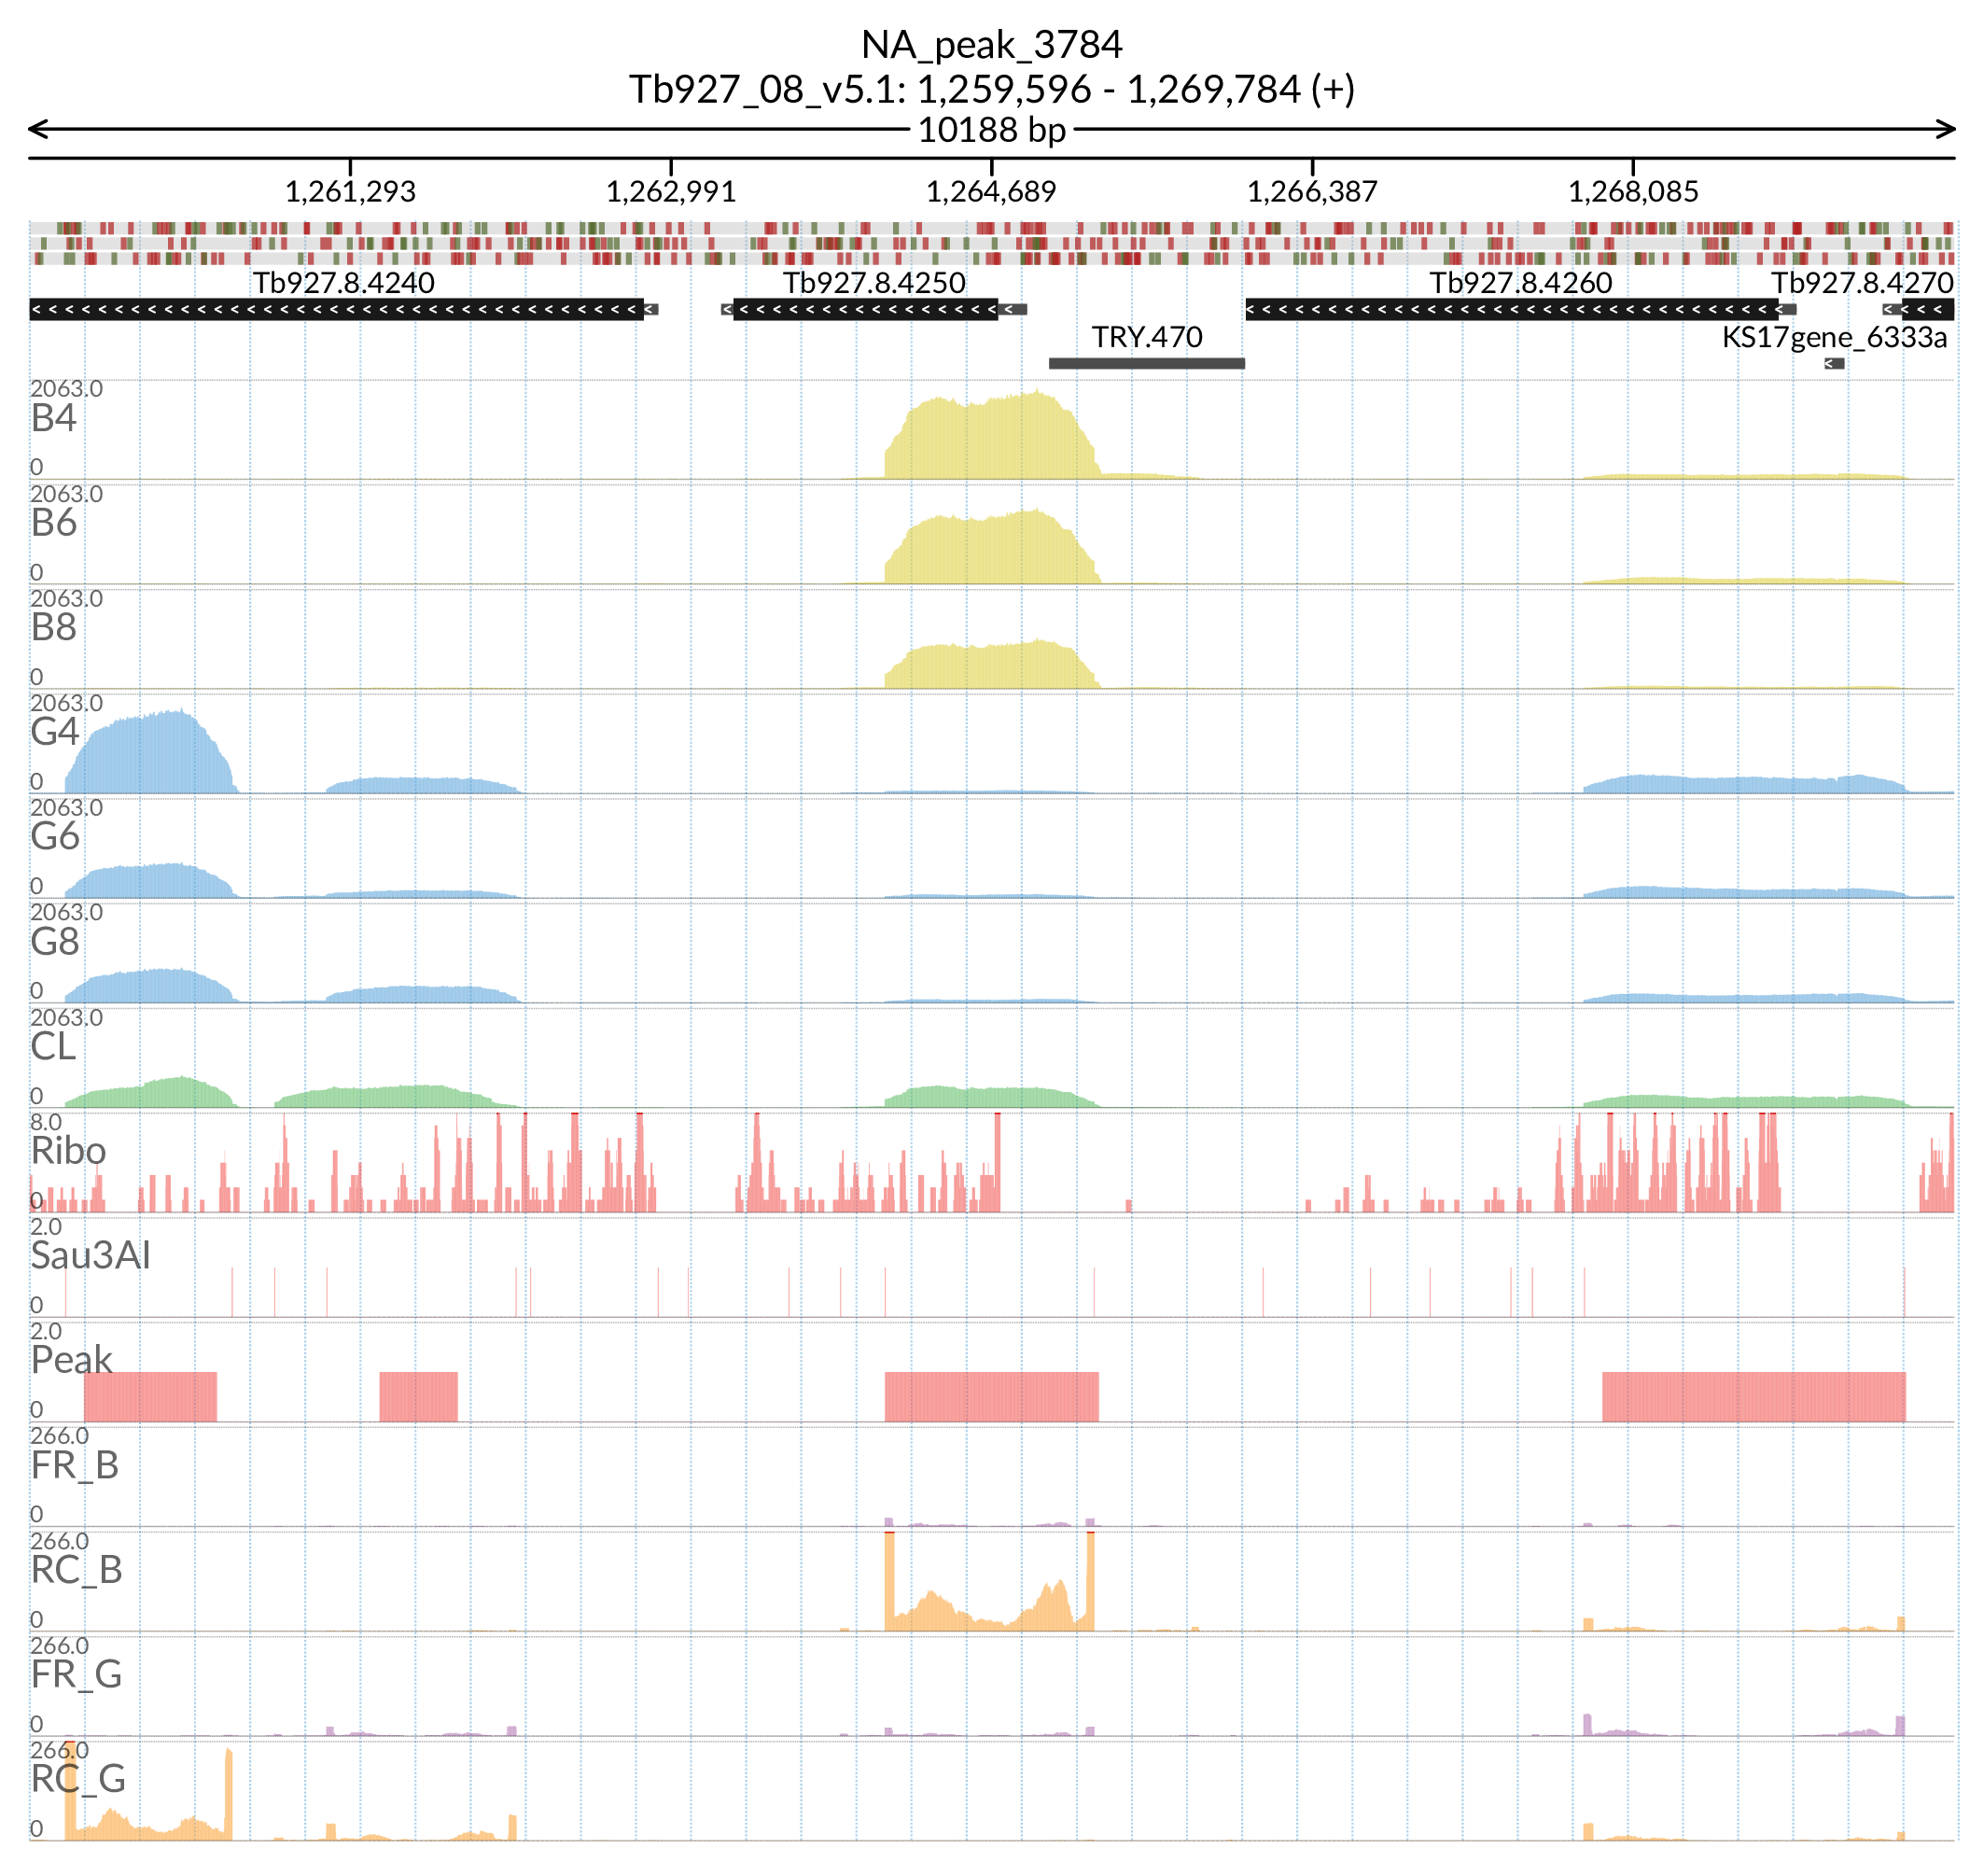 NA_peak_3784
Tb927_08_v5.1: 1,259,596 - 1,269,784 (+)
10188 bp
1,261,293 1,262,991 1,264,689 1,266,387 1,268,085
Tb927.8.4240 Tb927.8.4250 Tb927.8.4260 Tb927.8.4270
TRY.470 KS17gene_6333a
2063.0
B4
0
2063.0
B6
0
2063.0
B8
0
2063.0
G4
0
2063.0
G6
0
2063.0
G8
0
2063.0
CL
0
8.0
Ribo
0
2.0
Sau3AI
0
2.0
Peak
0
266.0
FR_B
0
266.0
RC_B
0
266.0
FR_G
0
266.0
RC_G
0